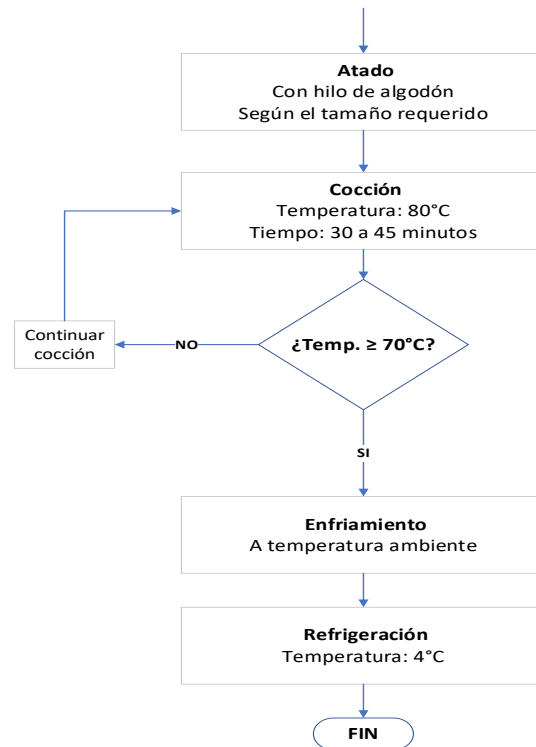 Atado
Con hilo de algodón
Según el tamaño requerido
Cocción
Temperatura: 80°C
Tiempo: 30 a 45 minutos
Continuar
cocción
NO
¿Temp. ≥ 70°C?
SI
Enfriamiento
A temperatura ambiente
Refrigeración
Temperatura: 4°C
FIN